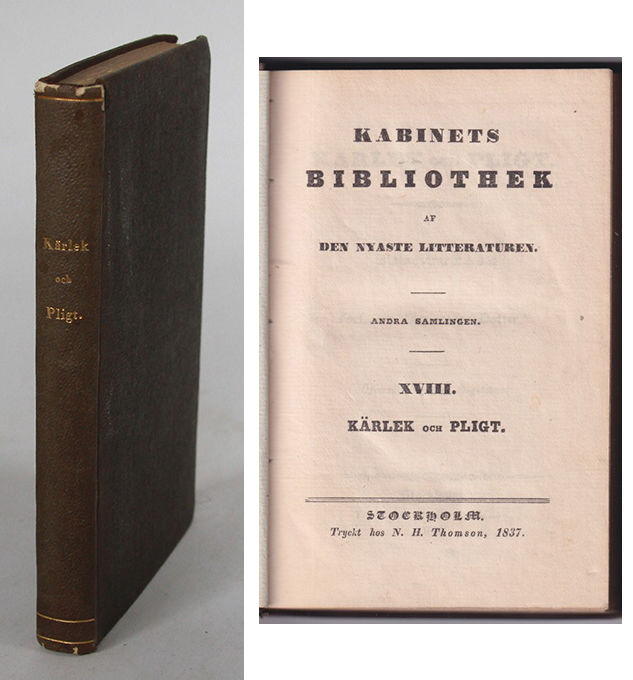 Kärlek
och
Pligt.
KABINETS
BIBLIOTHEK
AF
DEN NYASTE LITTERATUREN.
ANDRA SAMLINGEN.
XVIII.
KÄRLEK OCH PLIGT.
STOCKHOLM.
Tryckt hos N. H. Thomson, 1837.